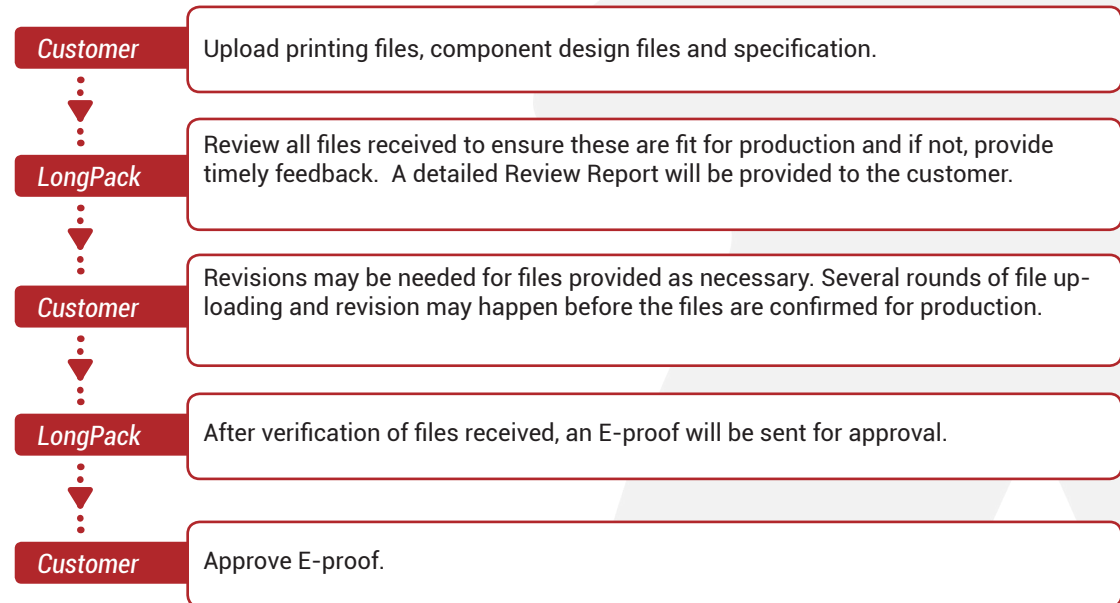 Customer
Upload printing files, component design files and specification.
LongPack
Review all files received to ensure these are fit for production and if not, provide
timely feedback.  A detailed Review Report will be provided to the customer.
Customer
Revisions may be needed for files provided as necessary. Several rounds of file up-
loading and revision may happen before the files are confirmed for production.
LongPack
After verification of files received, an E-proof will be sent for approval.
Customer
Approve E-proof.